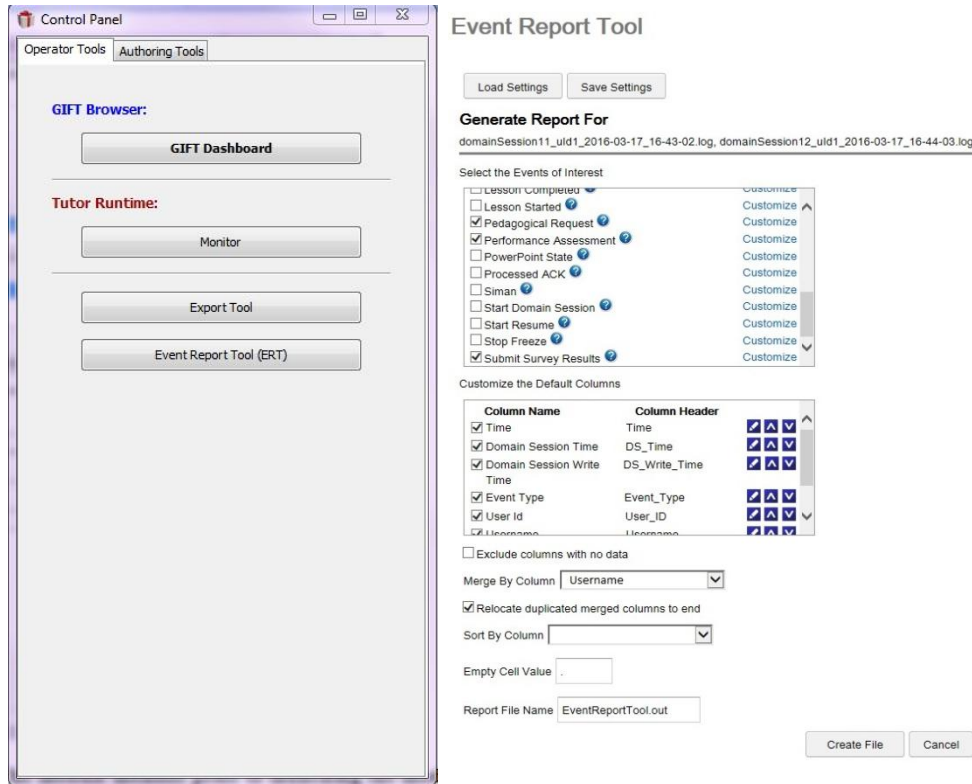 Control Panel
Operator Tools Authoring Tools
GIFT Browser:
GIFT Dashboard
Tutor Runtime:
Monitor
Export Tool
Event Report Tool (ERT)
Event Report Tool
Load Settings Save Settings
Generate Report For
domainSession11_uId1_2016-03-17_16-43-02.log, domainSession12_uId1_2016-03-17_16-44-03.log
Select the Events of Interest
Lesson Completed Customize
Lesson Started Customize
Pedagogical Request Customize
Performance Assessment Customize
PowerPoint State Customize
Processed ACK Customize
Siman Customize
Start Domain Session Customize
Start Resume Customize
Stop Freeze Customize
Submit Survey Results Customize
Customize the Default Columns
Column Name Column Header
Time Time
Domain Session Time DS_Time
Domain Session Write DS_Write_Time
Time
Event Type Event_Type
User Id User_ID
Username Username
Exclude columns with no data
Merge By Column Username
Relocate duplicated merged columns to end
Sort By Column
Empty Cell Value .
Report File Name EventReportTool.out
Create File Cancel